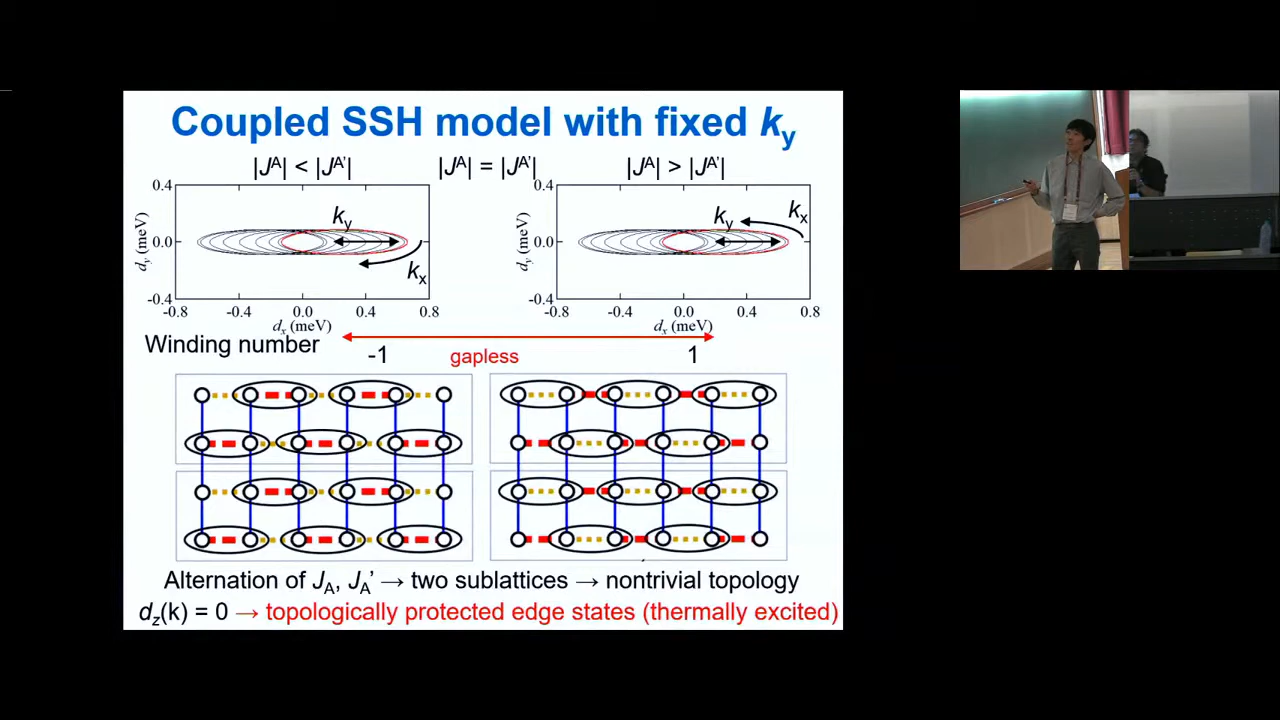 Coupled SSH model with fixed ky
|Jᴬ| < |Jᴬ'|
|Jᴬ| = |Jᴬ'|
|Jᴬ| > |Jᴬ'|
0.4
0.0
-0.4
dy (meV)
ky
kx
-0.8 -0.4 0.0 0.4 0.8
dx (meV)
0.4
0.0
-0.4
dy (meV)
ky
kx
-0.8 -0.4 0.0 0.4 0.8
dx (meV)
Winding number
-1
gapless
1
Alternation of JA, JA' → two sublattices → nontrivial topology
dz(k) = 0 → topologically protected edge states (thermally excited)